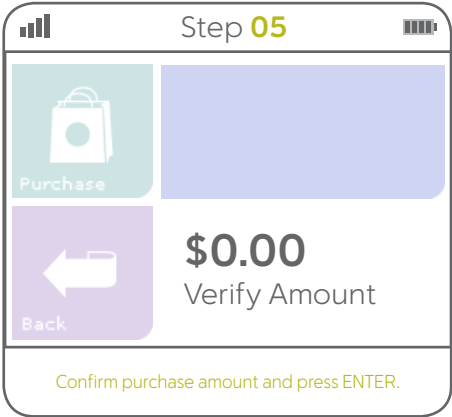 Step 05
Purchase
$0.00
Verify Amount
Back
Confirm purchase amount and press ENTER.